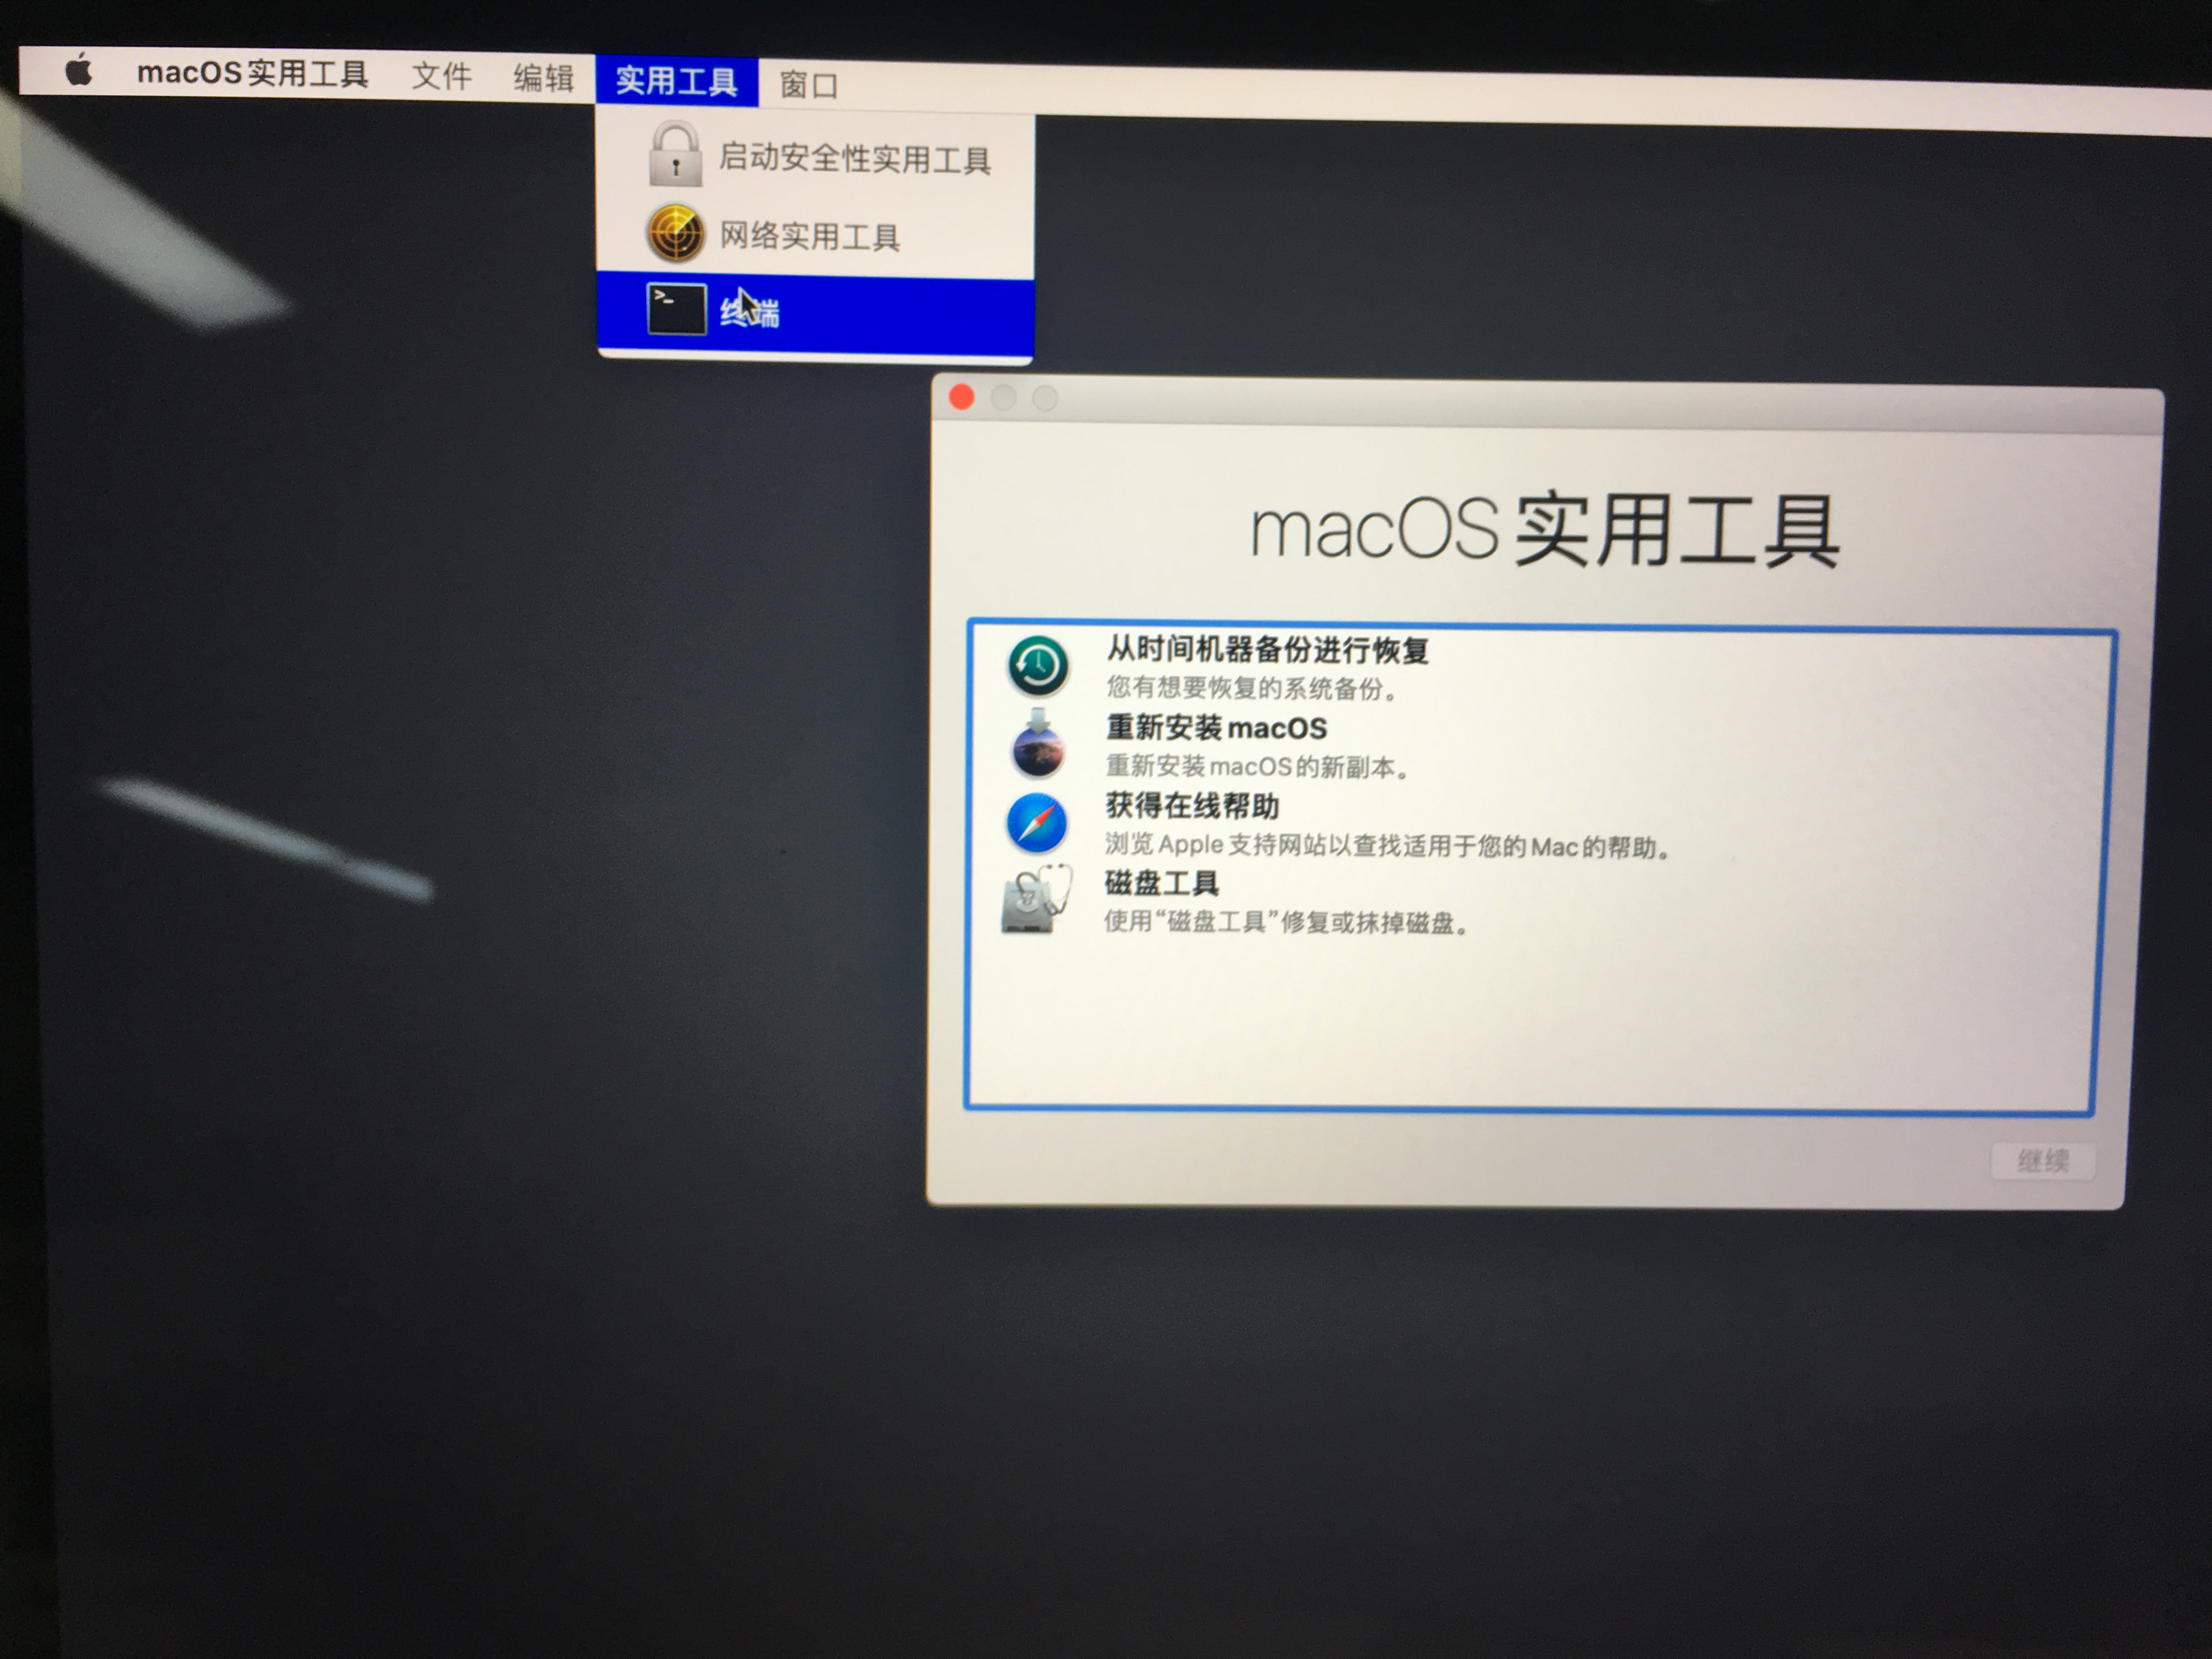 macOS实用工具 文件 编辑 实用工具 窗口
启动安全性实用工具
网络实用工具
>_
终端
macOS 实用工具
从时间机器备份进行恢复
您有想要恢复的系统备份。
重新安装macOS
重新安装macOS的新副本。
获得在线帮助
浏览Apple支持网站以查找适用于您的Mac的帮助。
磁盘工具
使用“磁盘工具”修复或抹掉磁盘。
继续